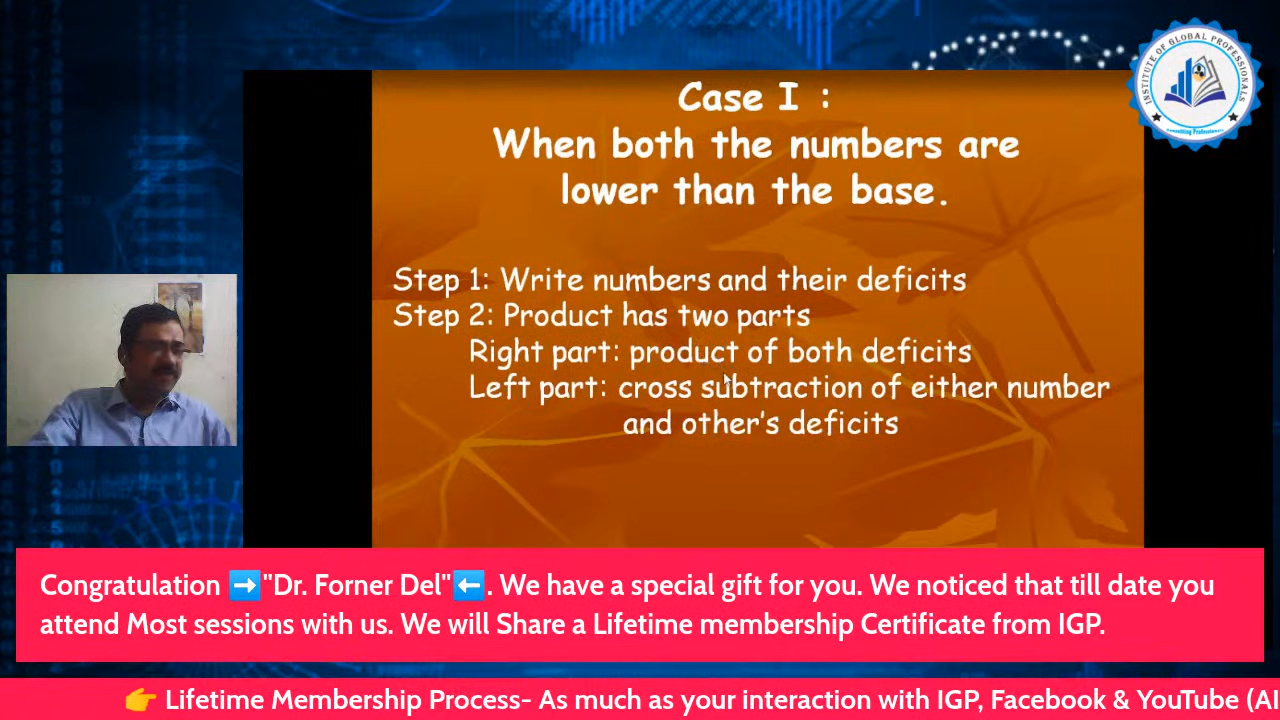 INSTITUTE OF GLOBAL PROFESSIONALS
Case I :
When both the numbers are
lower than the base.
Step 1: Write numbers and their deficits
Step 2: Product has two parts
Right part: product of both deficits
Left part: cross subtraction of either number
and other's deficits
Congratulation ➡️"Dr. Forner Del"⬅️. We have a special gift for you. We noticed that till date you
attend Most sessions with us. We will Share a Lifetime membership Certificate from IGP.
👉 Lifetime Membership Process- As much as your interaction with IGP, Facebook & YouTube (AI